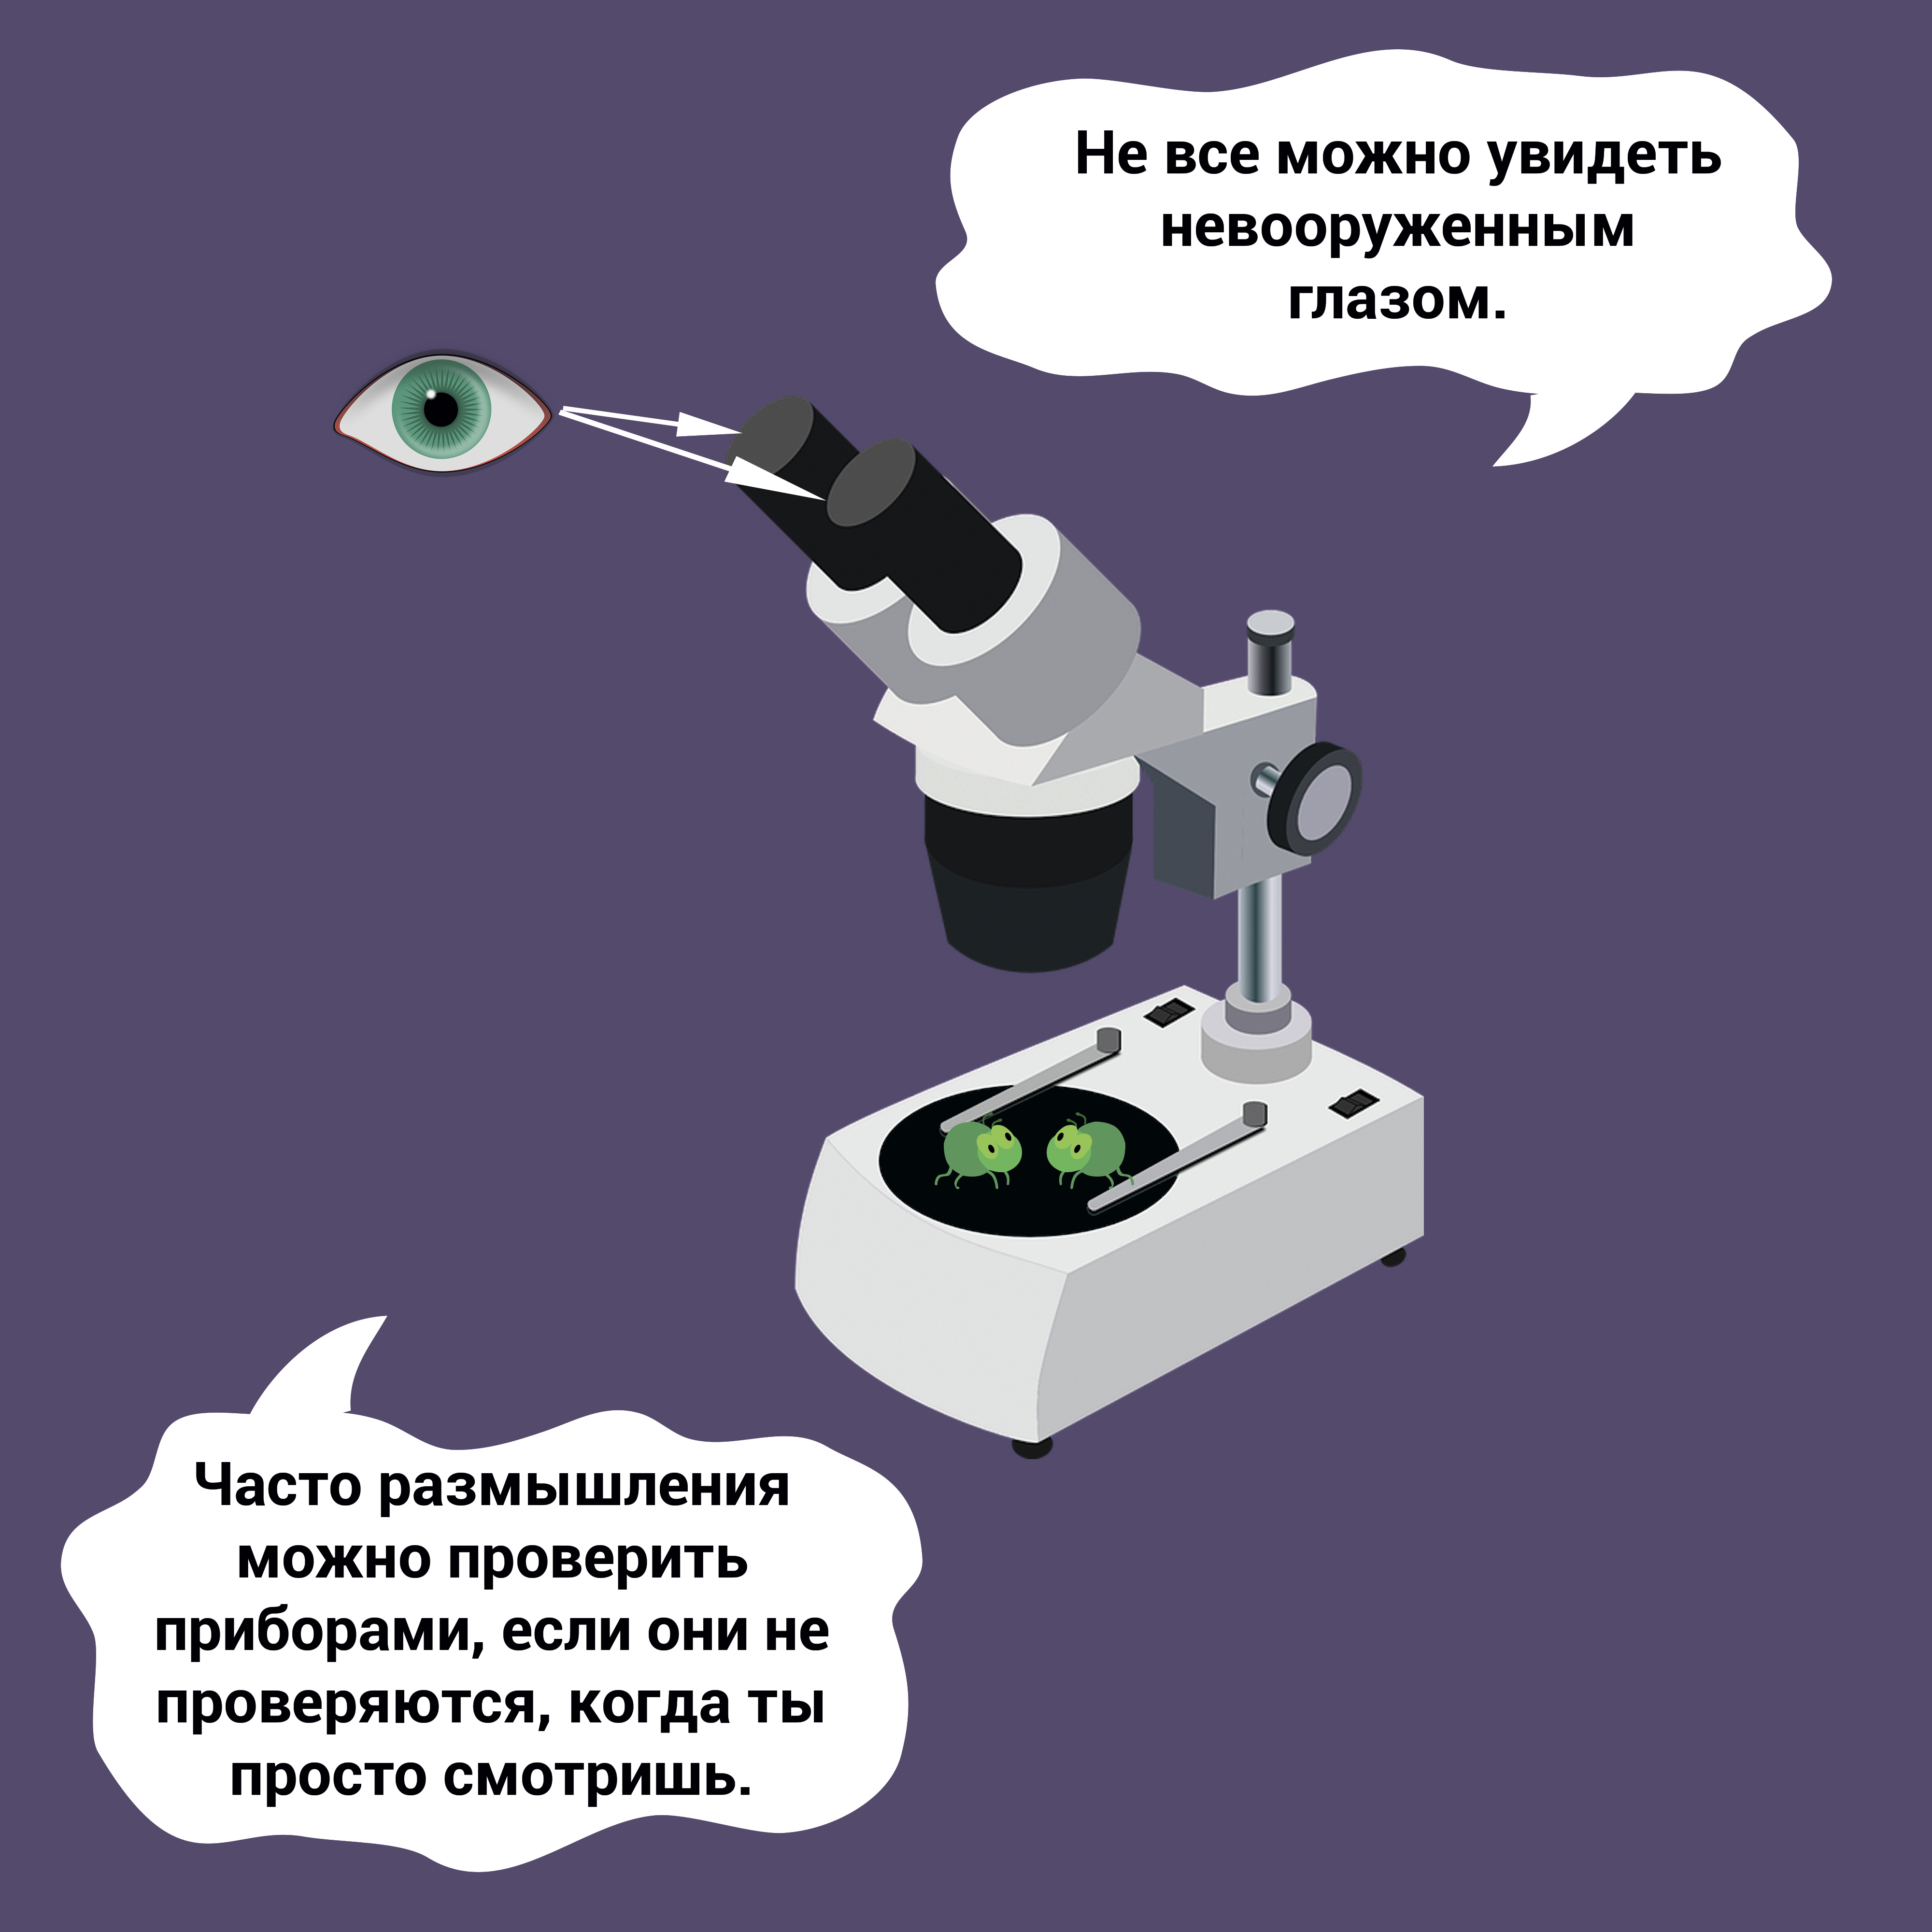 Не все можно увидеть
невооруженным
глазом.
Часто размышления
можно проверить
приборами, если они не
проверяются, когда ты
просто смотришь.